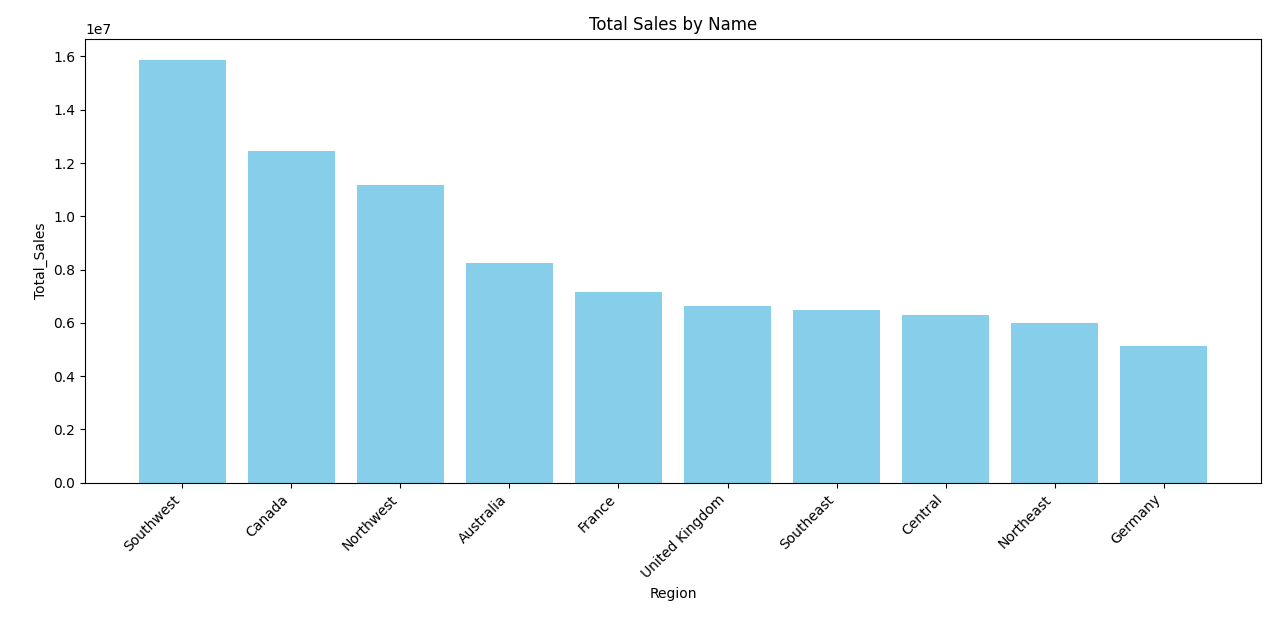 Total Sales by Name
1e7
1.6
1.4
1.2
1.0
0.8
0.6
0.4
0.2
0.0
Total_Sales
Southwest
Canada
Northwest
Australia
France
United Kingdom
Southeast
Central
Northeast
Germany
Region